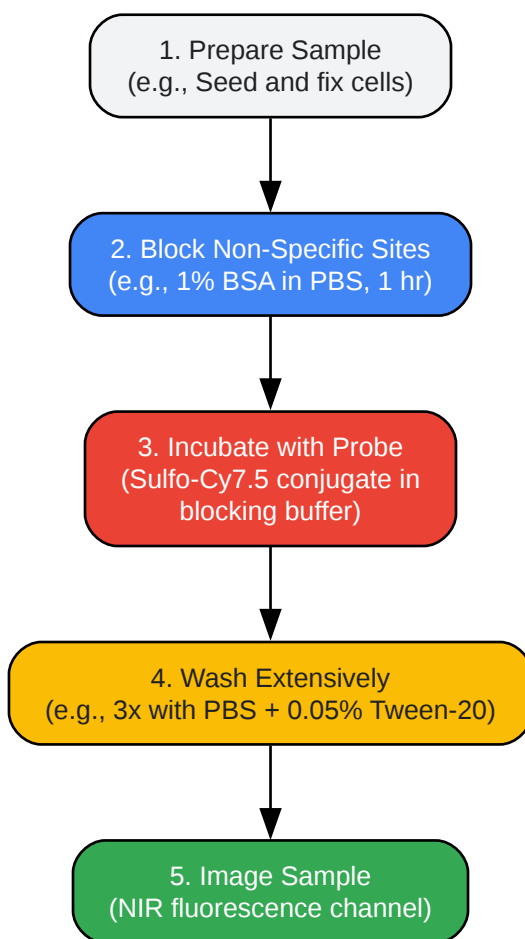 1. Prepare Sample
(e.g., Seed and fix cells)
2. Block Non-Specific Sites
(e.g., 1% BSA in PBS, 1 hr)
3. Incubate with Probe
(Sulfo-Cy7.5 conjugate in
blocking buffer)
4. Wash Extensively
(e.g., 3x with PBS + 0.05% Tween-20)
5. Image Sample
(NIR fluorescence channel)